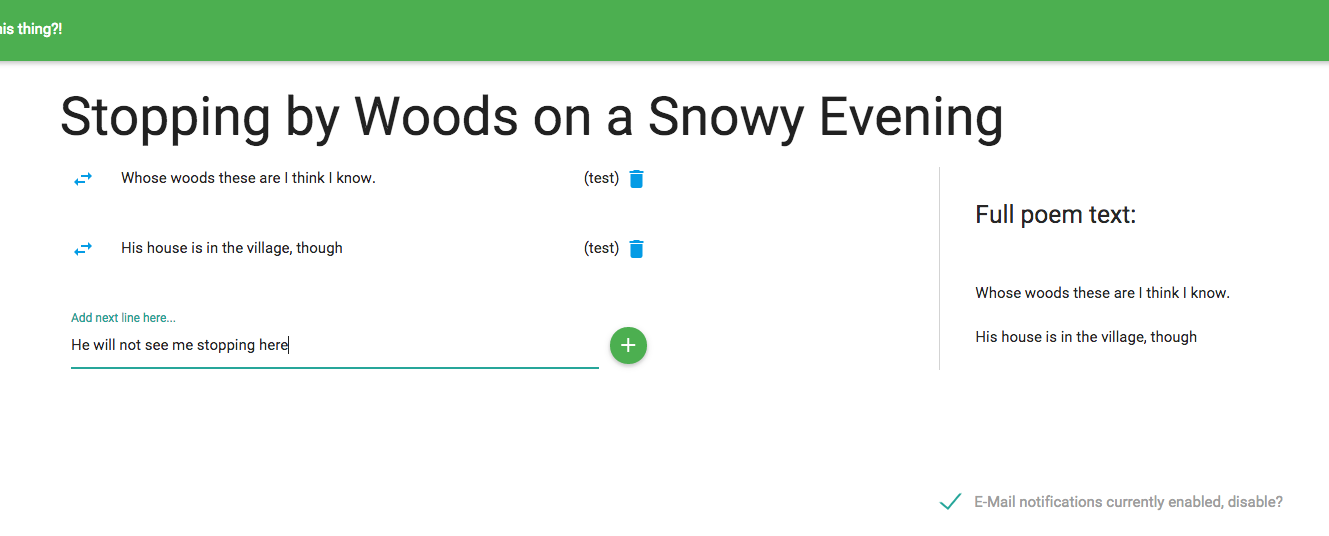 his thing?!
Stopping by Woods on a Snowy Evening
Whose woods these are I think I know.
(test)
His house is in the village, though
(test)
Add next line here...
He will not see me stopping here
Full poem text:
Whose woods these are I think I know.
His house is in the village, though
E-Mail notifications currently enabled, disable?